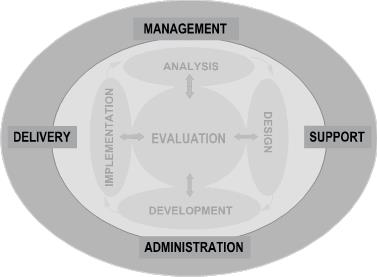 MANAGEMENT
ANALYSIS
IMPLEMENTATION
DESIGN
DELIVERY
EVALUATION
SUPPORT
DEVELOPMENT
ADMINISTRATION